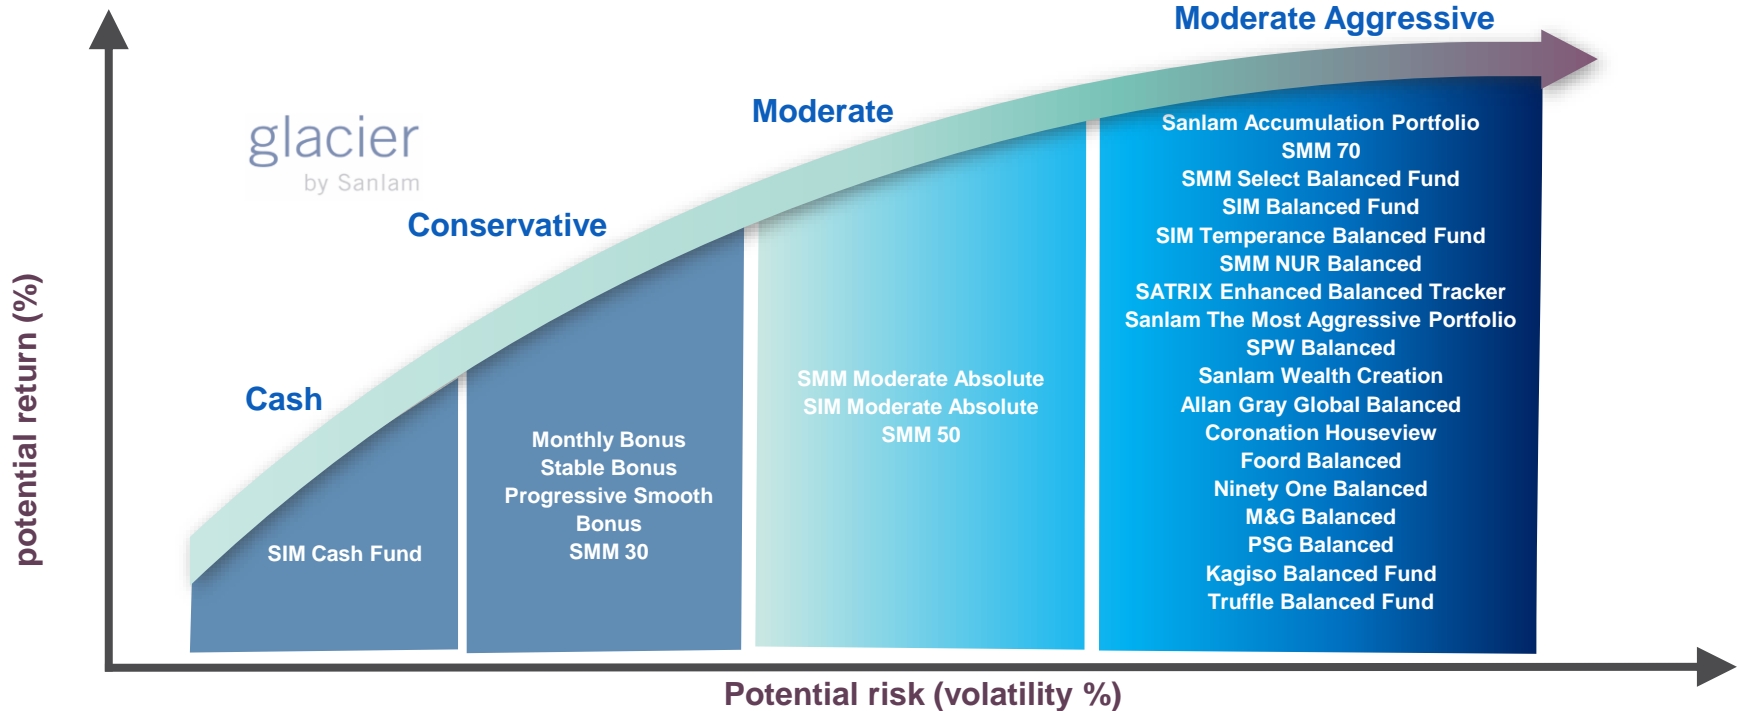 Moderate Aggressive
Moderate
glacier
by Sanlam
Conservative
Cash
potential return (%)
SIM Cash Fund
Monthly Bonus
Stable Bonus
Progressive Smooth
Bonus
SMM 30
SMM Moderate Absolute
SIM Moderate Absolute
SMM 50
Sanlam Accumulation Portfolio
SMM 70
SMM Select Balanced Fund
SIM Balanced Fund
SIM Temperance Balanced Fund
SMM NUR Balanced
SATRIX Enhanced Balanced Tracker
Sanlam The Most Aggressive Portfolio
SPW Balanced
Sanlam Wealth Creation
Allan Gray Global Balanced
Coronation Houseview
Foord Balanced
Ninety One Balanced
M&G Balanced
PSG Balanced
Kagiso Balanced Fund
Truffle Balanced Fund
Potential risk (volatility %)